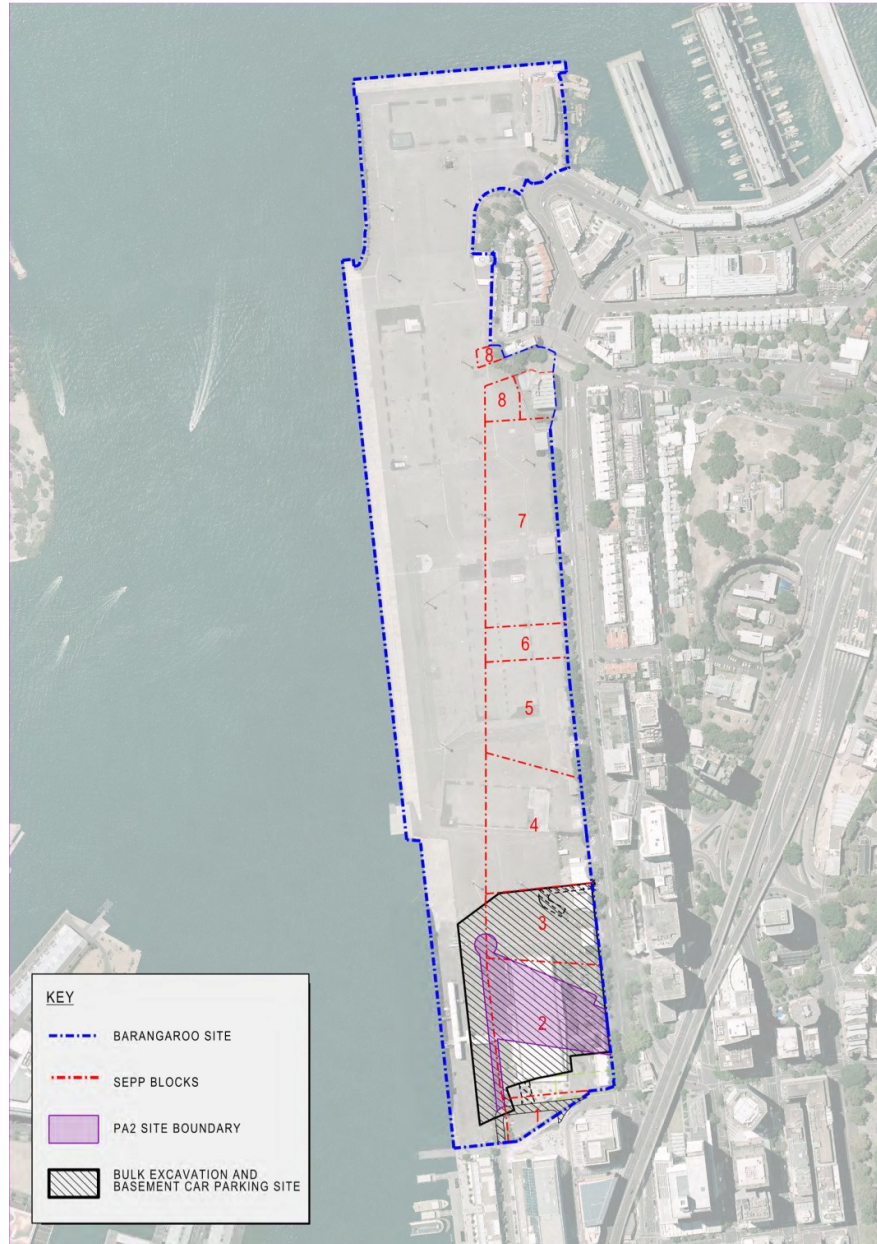 8
8
7
6
5
4
3
2
1
KEY
BARANGAROO SITE
SEPP BLOCKS
PA2 SITE BOUNDARY
BULK EXCAVATION AND
BASEMENT CAR PARKING SITE